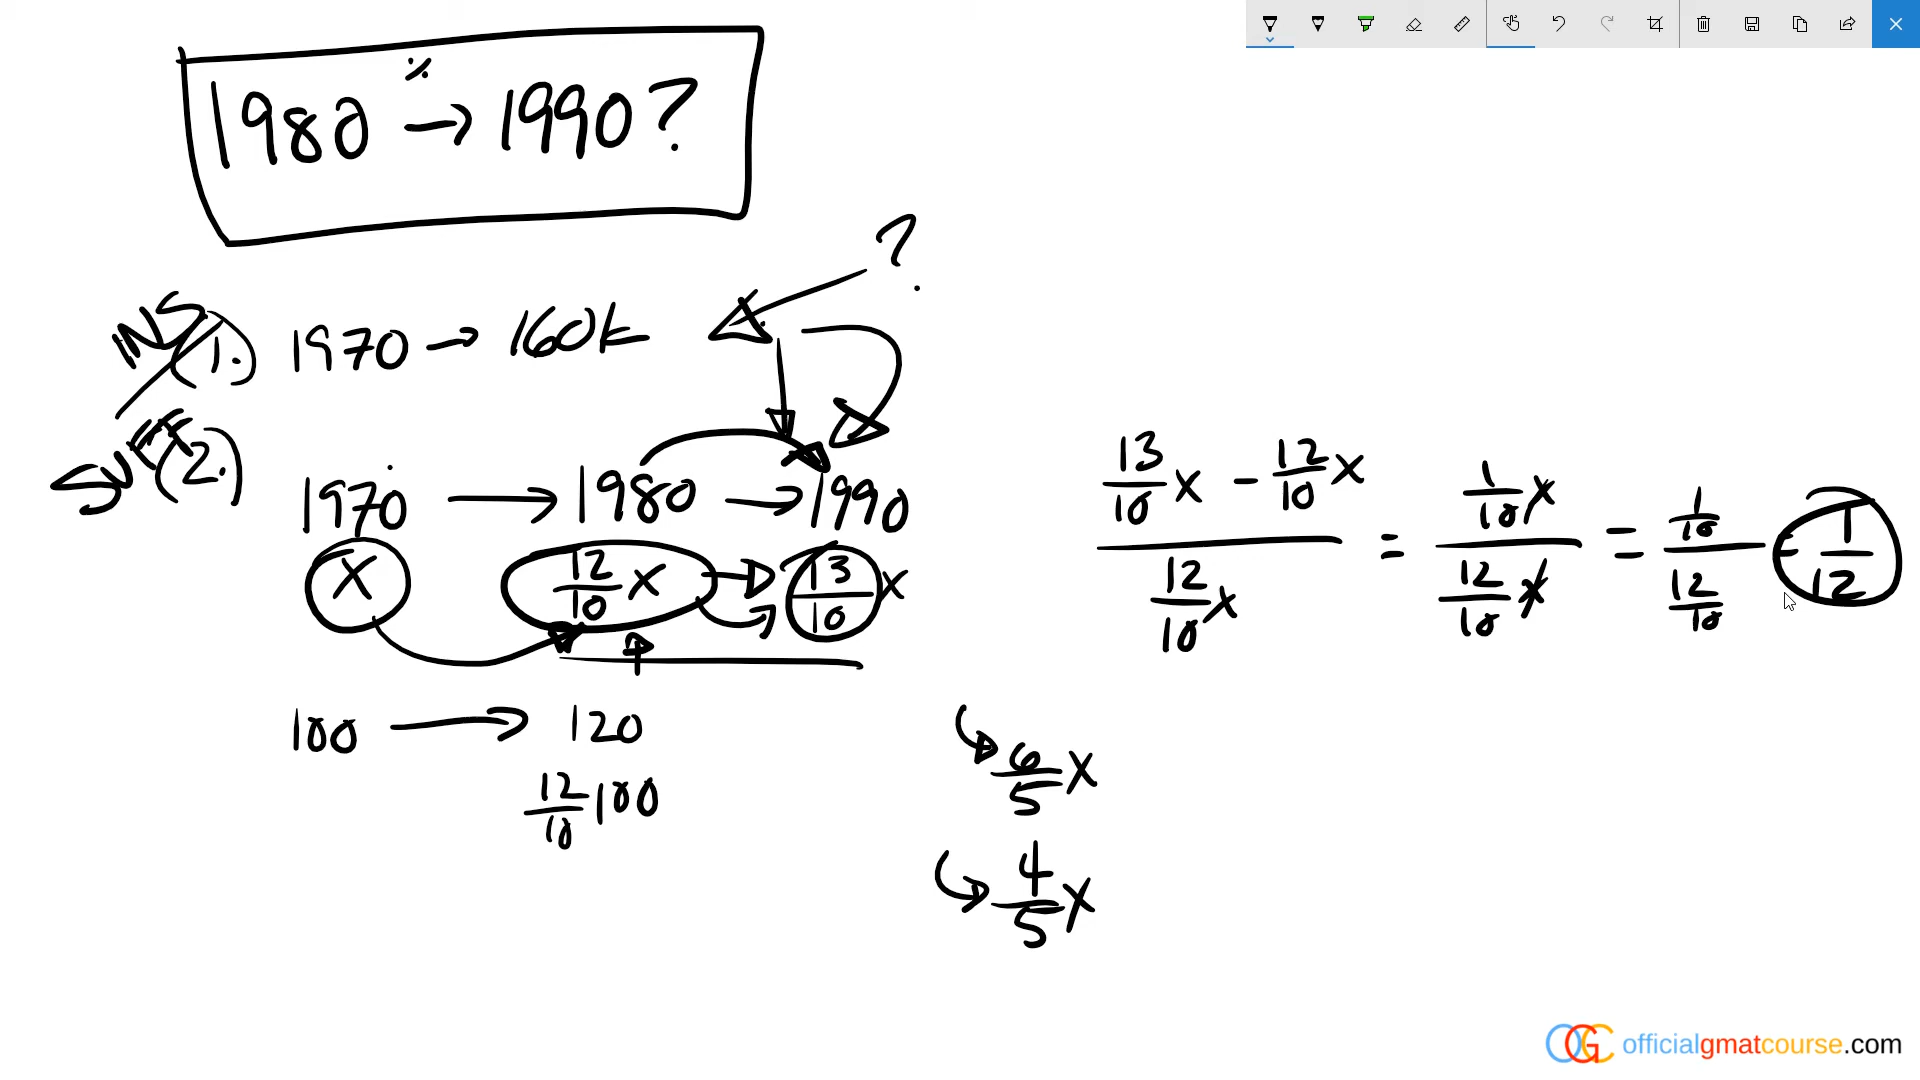 %
1980 → 1990?
?
INS
(1.) 1970 → 160k
SUFF
(2.)
1970 → 1980 → 1990
X 12/10 X 13/10 X
100 → 120
12/10 100
6/5 X
4/5 X
(13/10 X − 12/10 X) / (12/10 X) = (1/10 X) / (12/10 X) = (1/10) / (12/10) = 1/12
OGC officialgmatcourse.com